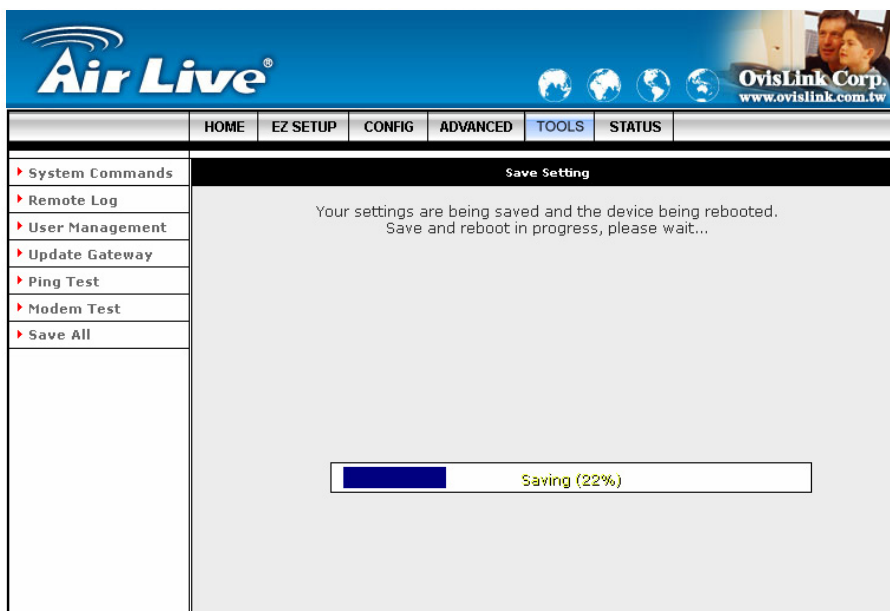 Air Live®
OvisLink Corp.
www.ovislink.com.tw
HOME EZ SETUP CONFIG ADVANCED TOOLS STATUS
System Commands
Remote Log
User Management
Update Gateway
Ping Test
Modem Test
Save All
Save Setting
Your settings are being saved and the device being rebooted.
Save and reboot in progress, please wait...
Saving (22%)